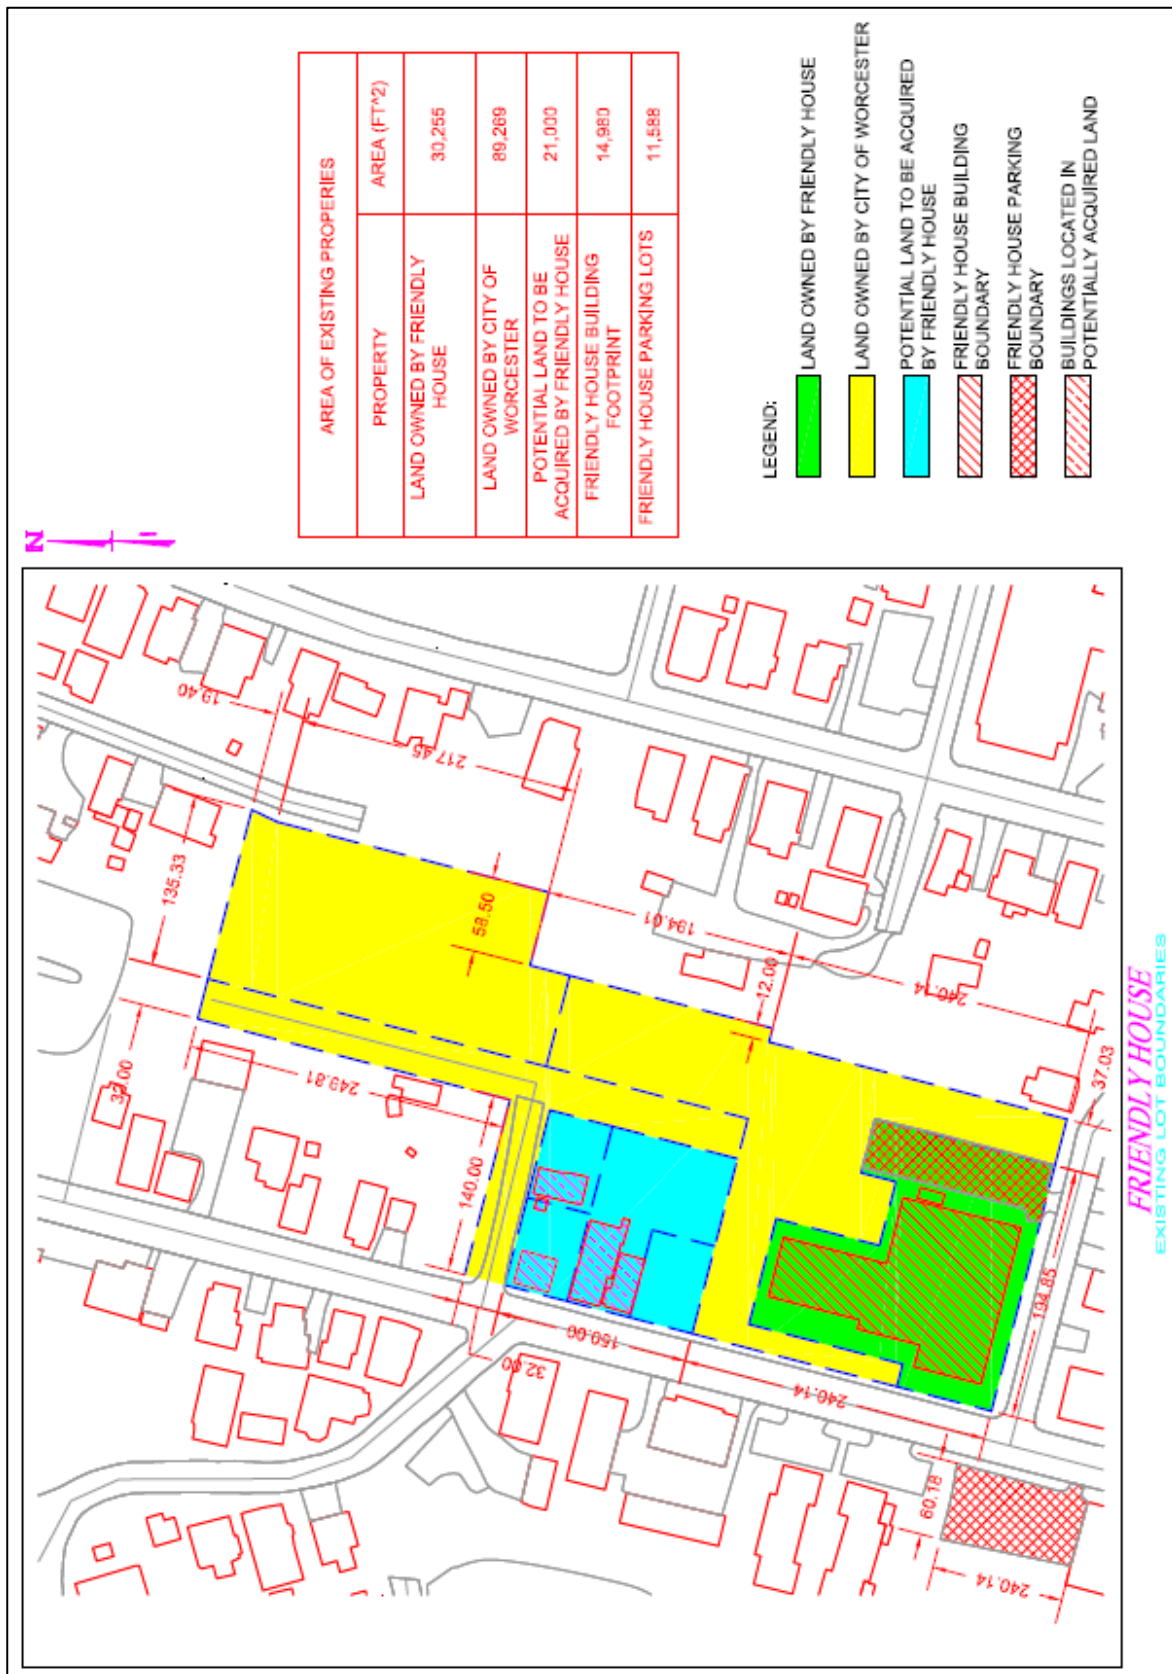 N
AREA OF EXISTING PROPERIES
PROPERTY AREA (FT^2)
LAND OWNED BY FRIENDLY
HOUSE
30,255
LAND OWNED BY CITY OF
WORCESTER
89,269
POTENTIAL LAND TO BE
ACQUIRED BY FRIENDLY HOUSE
21,000
FRIENDLY HOUSE BUILDING
FOOTPRINT
14,980
FRIENDLY HOUSE PARKING LOTS 11,588
LEGEND:
LAND OWNED BY FRIENDLY HOUSE
LAND OWNED BY CITY OF WORCESTER
POTENTIAL LAND TO BE ACQUIRED
BY FRIENDLY HOUSE
FRIENDLY HOUSE BUILDING
BOUNDARY
FRIENDLY HOUSE PARKING
BOUNDARY
BUILDINGS LOCATED IN
POTENTIALLY ACQUIRED LAND
19.40
217.45
135.33
58.50
194.01
12.00
240.14
37.03
249.81
140.00
32.00
150.00
240.14
194.85
60.18
240.14
FRIENDLY HOUSE
EXISTING LOT BOUNDARIES